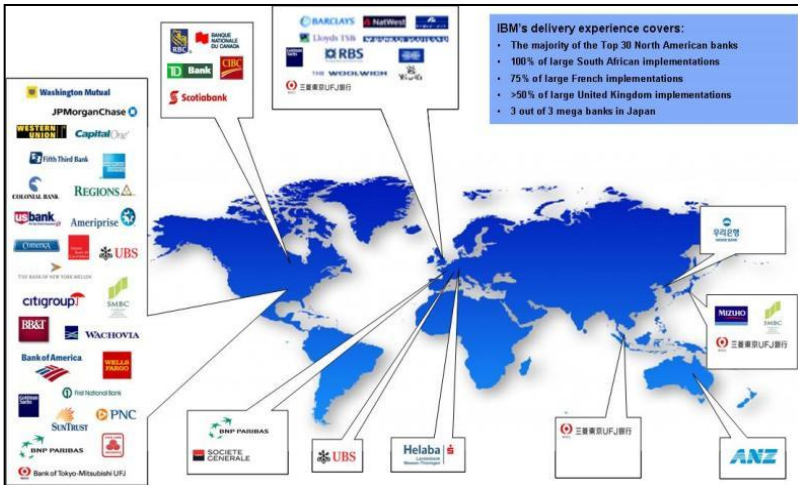 IBM's delivery experience covers:
• The majority of the Top 30 North American banks
• 100% of large South African implementations
• 75% of large French implementations
• >50% of large United Kingdom implementations
• 3 out of 3 mega banks in Japan
RBC
BANQUE NATIONALE DU CANADA
TD Bank
CIBC
Scotiabank
BARCLAYS
NatWest
Lloyds TSB
Goldman Sachs
RBS
THE WOOLWICH
三菱東京UFJ銀行
Washington Mutual
JPMorganChase
WESTERN UNION
Capital One
Fifth Third Bank
COLONIAL BANK
REGIONS
usbank
Ameriprise
Comerica
UBS
THE BANK OF NEW YORK MELLON
citigroup
SMBC
BB&T
WACHOVIA
Bank of America
WELLS FARGO
Goldman Sachs
First National Bank
SUNTRUST
PNC
BNP PARIBAS
Bank of Tokyo-Mitsubishi UFJ
우리은행
MIZUHO
SMBC
三菱東京UFJ銀行
BNP PARIBAS
SOCIETE GENERALE
UBS
Helaba
三菱東京UFJ銀行
ANZ